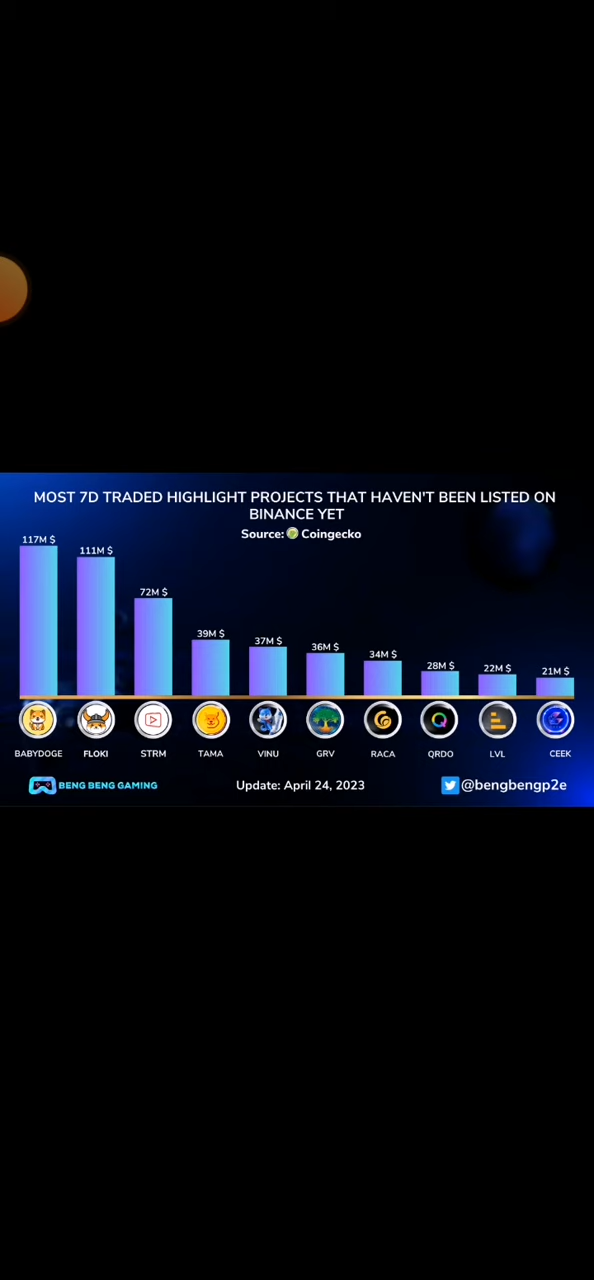 MOST 7D TRADED HIGHLIGHT PROJECTS THAT HAVEN'T BEEN LISTED ON
BINANCE YET
Source: Coingecko
117M $
111M $
72M $
39M $
37M $
36M $
34M $
28M $
22M $
21M $
BABYDOGE
FLOKI
STRM
TAMA
VINU
GRV
RACA
QRDO
LVL
CEEK
BENG BENG GAMING
Update: April 24, 2023
@bengbengp2e